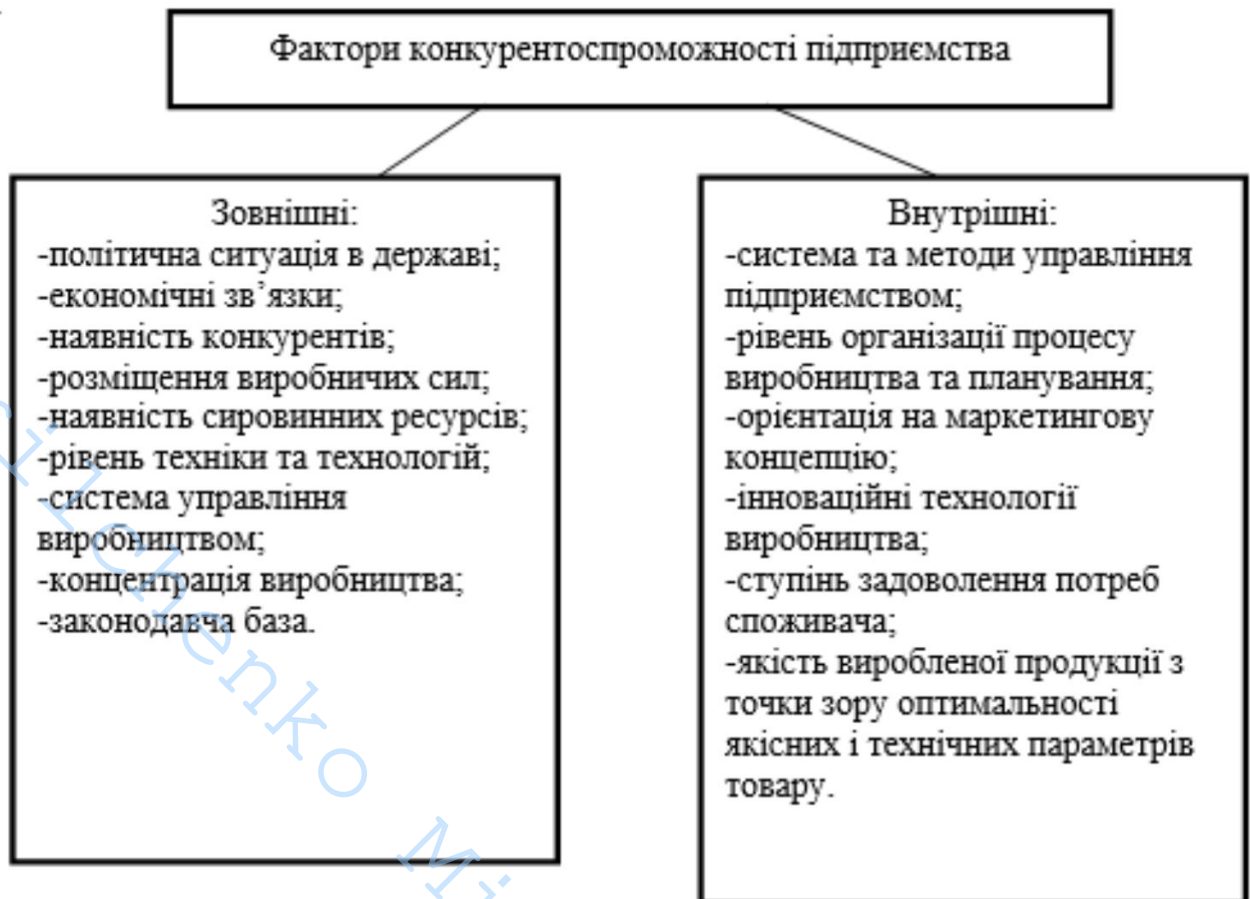 Фактори конкурентоспроможності підприємства
Зовнішні:
-політична ситуація в державі;
-економічні зв’язки;
-наявність конкурентів;
-розміщення виробничих сил;
-наявність сировинних ресурсів;
-рівень техніки та технологій;
-система управління
виробництвом;
-концентрація виробництва;
-законодавча база.
Внутрішні:
-система та методи управління
підприємством;
-рівень організації процесу
виробництва та планування;
-орієнтація на маркетингову
концепцію;
-інноваційні технології
виробництва;
-ступінь задоволення потреб
споживача;
-якість виробленої продукції з
точки зору оптимальності
якісних і технічних параметрів
товару.